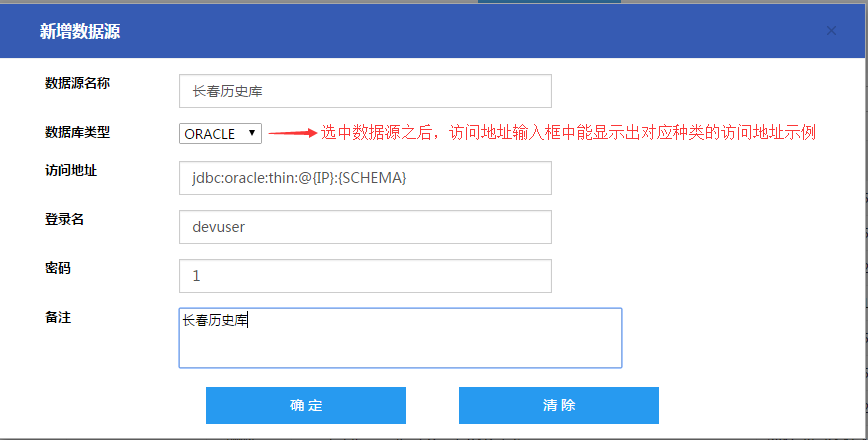 新增数据源
×
数据源名称
长春历史库
数据库类型
ORACLE
选中数据源之后，访问地址输入框中能显示出对应种类的访问地址示例
访问地址
jdbc:oracle:thin:@{IP}:{SCHEMA}
登录名
devuser
密码
1
备注
长春历史库
确 定
清 除